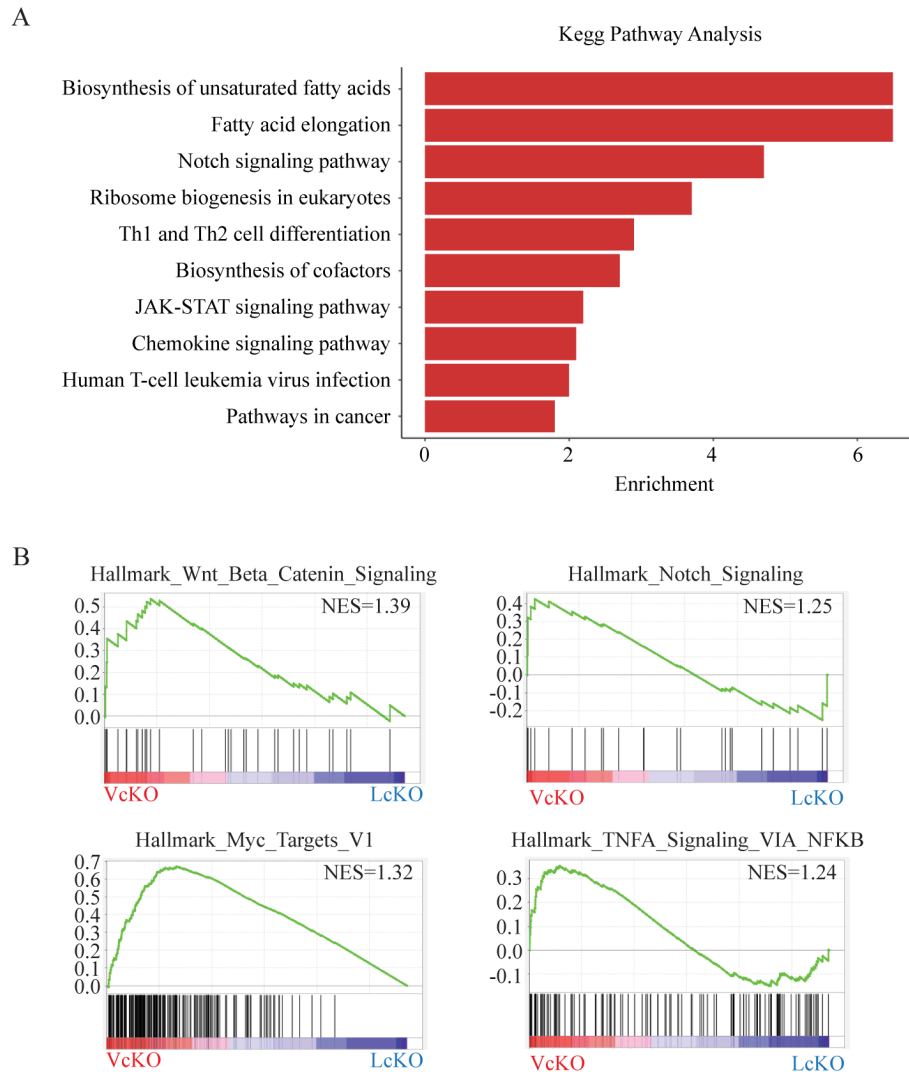 A
Kegg Pathway Analysis
Biosynthesis of unsaturated fatty acids
Fatty acid elongation
Notch signaling pathway
Ribosome biogenesis in eukaryotes
Th1 and Th2 cell differentiation
Biosynthesis of cofactors
JAK-STAT signaling pathway
Chemokine signaling pathway
Human T-cell leukemia virus infection
Pathways in cancer
0 2 4 6
Enrichment
B
Hallmark_Wnt_Beta_Catenin_Signaling
NES=1.39
0.5
0.4
0.3
0.2
0.1
0.0
VcKO LcKO
Hallmark_Notch_Signaling
NES=1.25
0.4
0.3
0.2
0.1
0.0
-0.1
-0.2
VcKO LcKO
Hallmark_Myc_Targets_V1
NES=1.32
0.7
0.6
0.5
0.4
0.3
0.2
0.1
0.0
VcKO LcKO
Hallmark_TNFA_Signaling_VIA_NFKB
NES=1.24
0.3
0.2
0.1
0.0
-0.1
VcKO LcKO